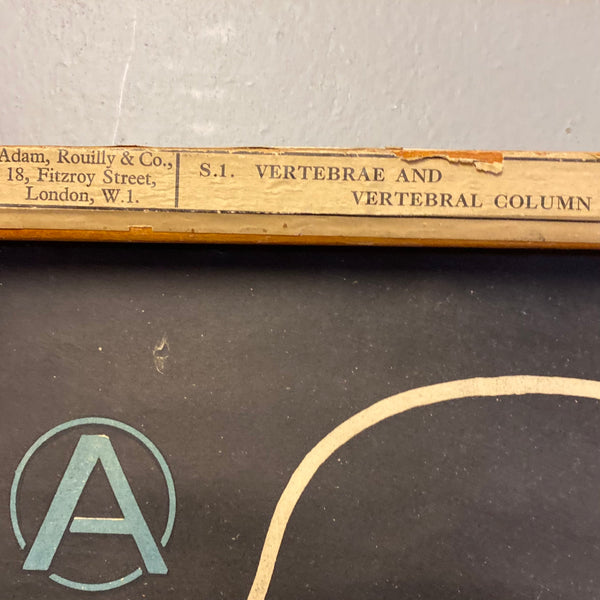 Adam, Rouilly & Co.,
18, Fitzroy Street,
London, W.1.
S.1. VERTEBRAE AND
VERTEBRAL COLUMN
A